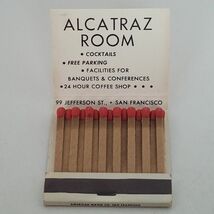 ALCATRAZ
ROOM
• COCKTAILS
• FREE PARKING
• FACILITIES FOR
BANQUETS & CONFERENCES
• 24 HOUR COFFEE SHOP • • •
99 JEFFERSON ST., • SAN FRANCISCO